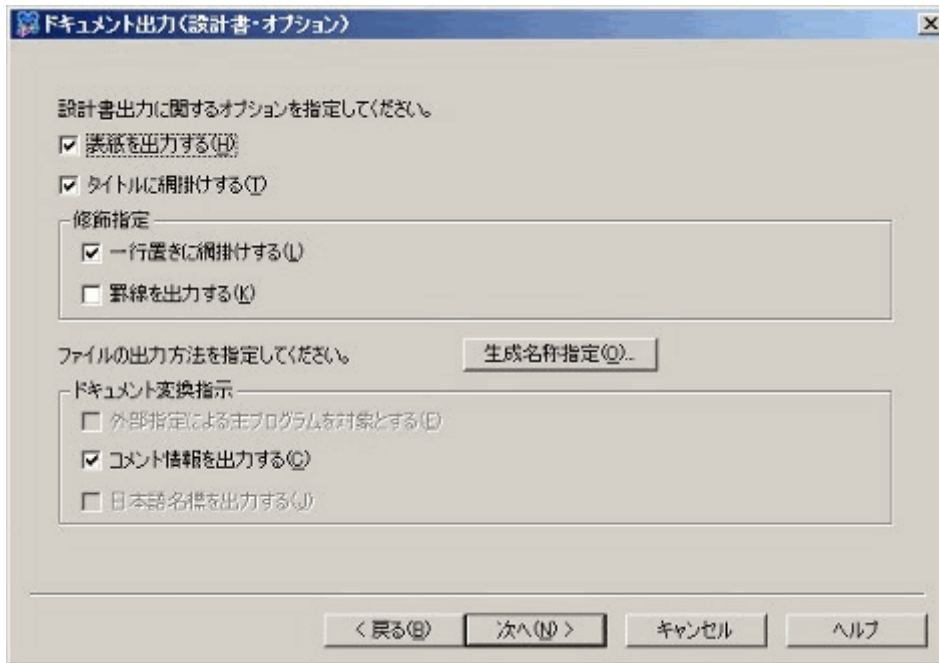 ドキュメント出力(設計書・オプション)
設計書出力に関するオプションを指定してください。
表紙を出力する(H)
タイトルに網掛けする(T)
修飾指定
一行置きに網掛けする(L)
罫線を出力する(K)
ファイルの出力方法を指定してください。
生成名称指定(O)...
ドキュメント変換指示
外部指定による主プログラムを対象とする(E)
コメント情報を出力する(C)
日本語名標を出力する(J)
< 戻る(B)
次へ(N) >
キャンセル
ヘルプ